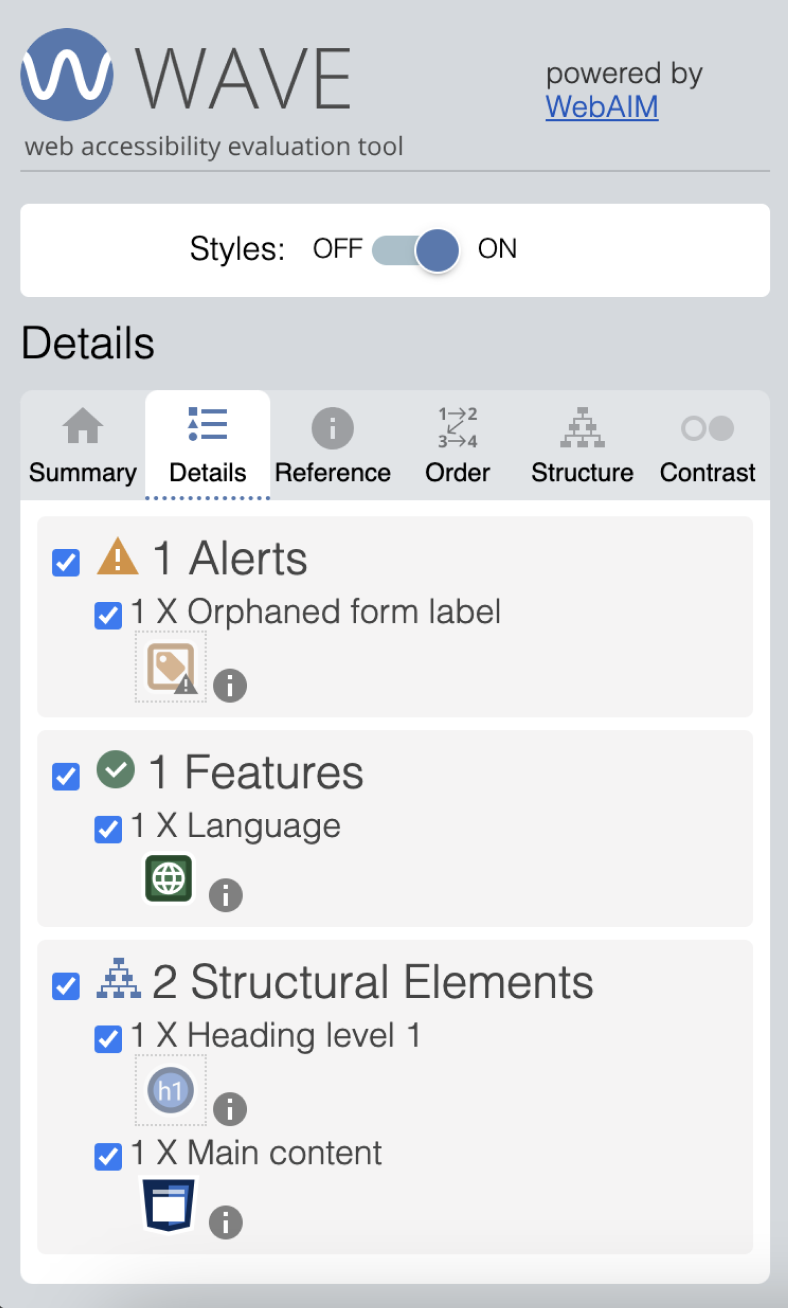 WAVE
powered by
WebAIM
web accessibility evaluation tool
Styles: OFF ON
Details
1→2
3→4
Summary Details Reference Order Structure Contrast
1 Alerts
1 X Orphaned form label
1 Features
1 X Language
2 Structural Elements
1 X Heading level 1
h1
1 X Main content